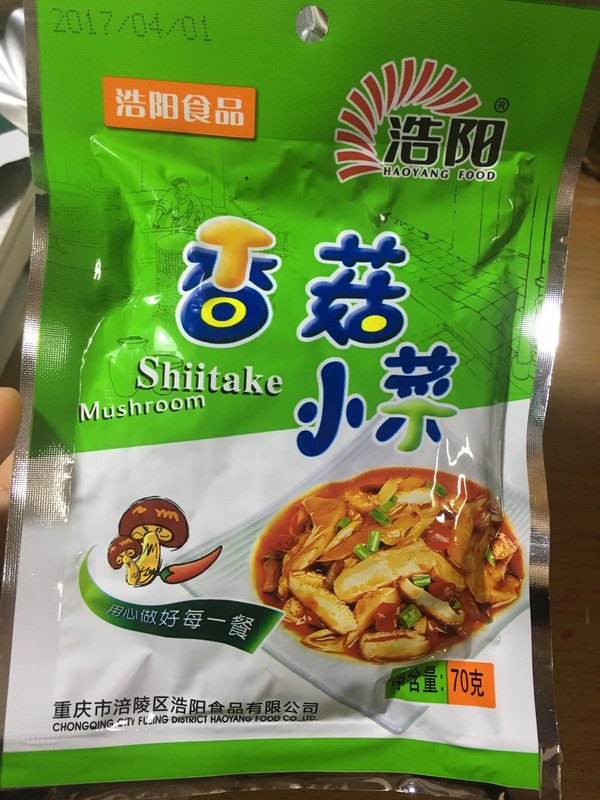 2017/04/01
浩阳食品
浩阳®
HAOYANG FOOD
香菇
Shiitake
Mushroom
小菜
用心做好每一餐
净含量: 70克
重庆市涪陵区浩阳食品有限公司
CHONGQING CITY FULING DISTRICT HAOYANG FOOD CO.,LTD.